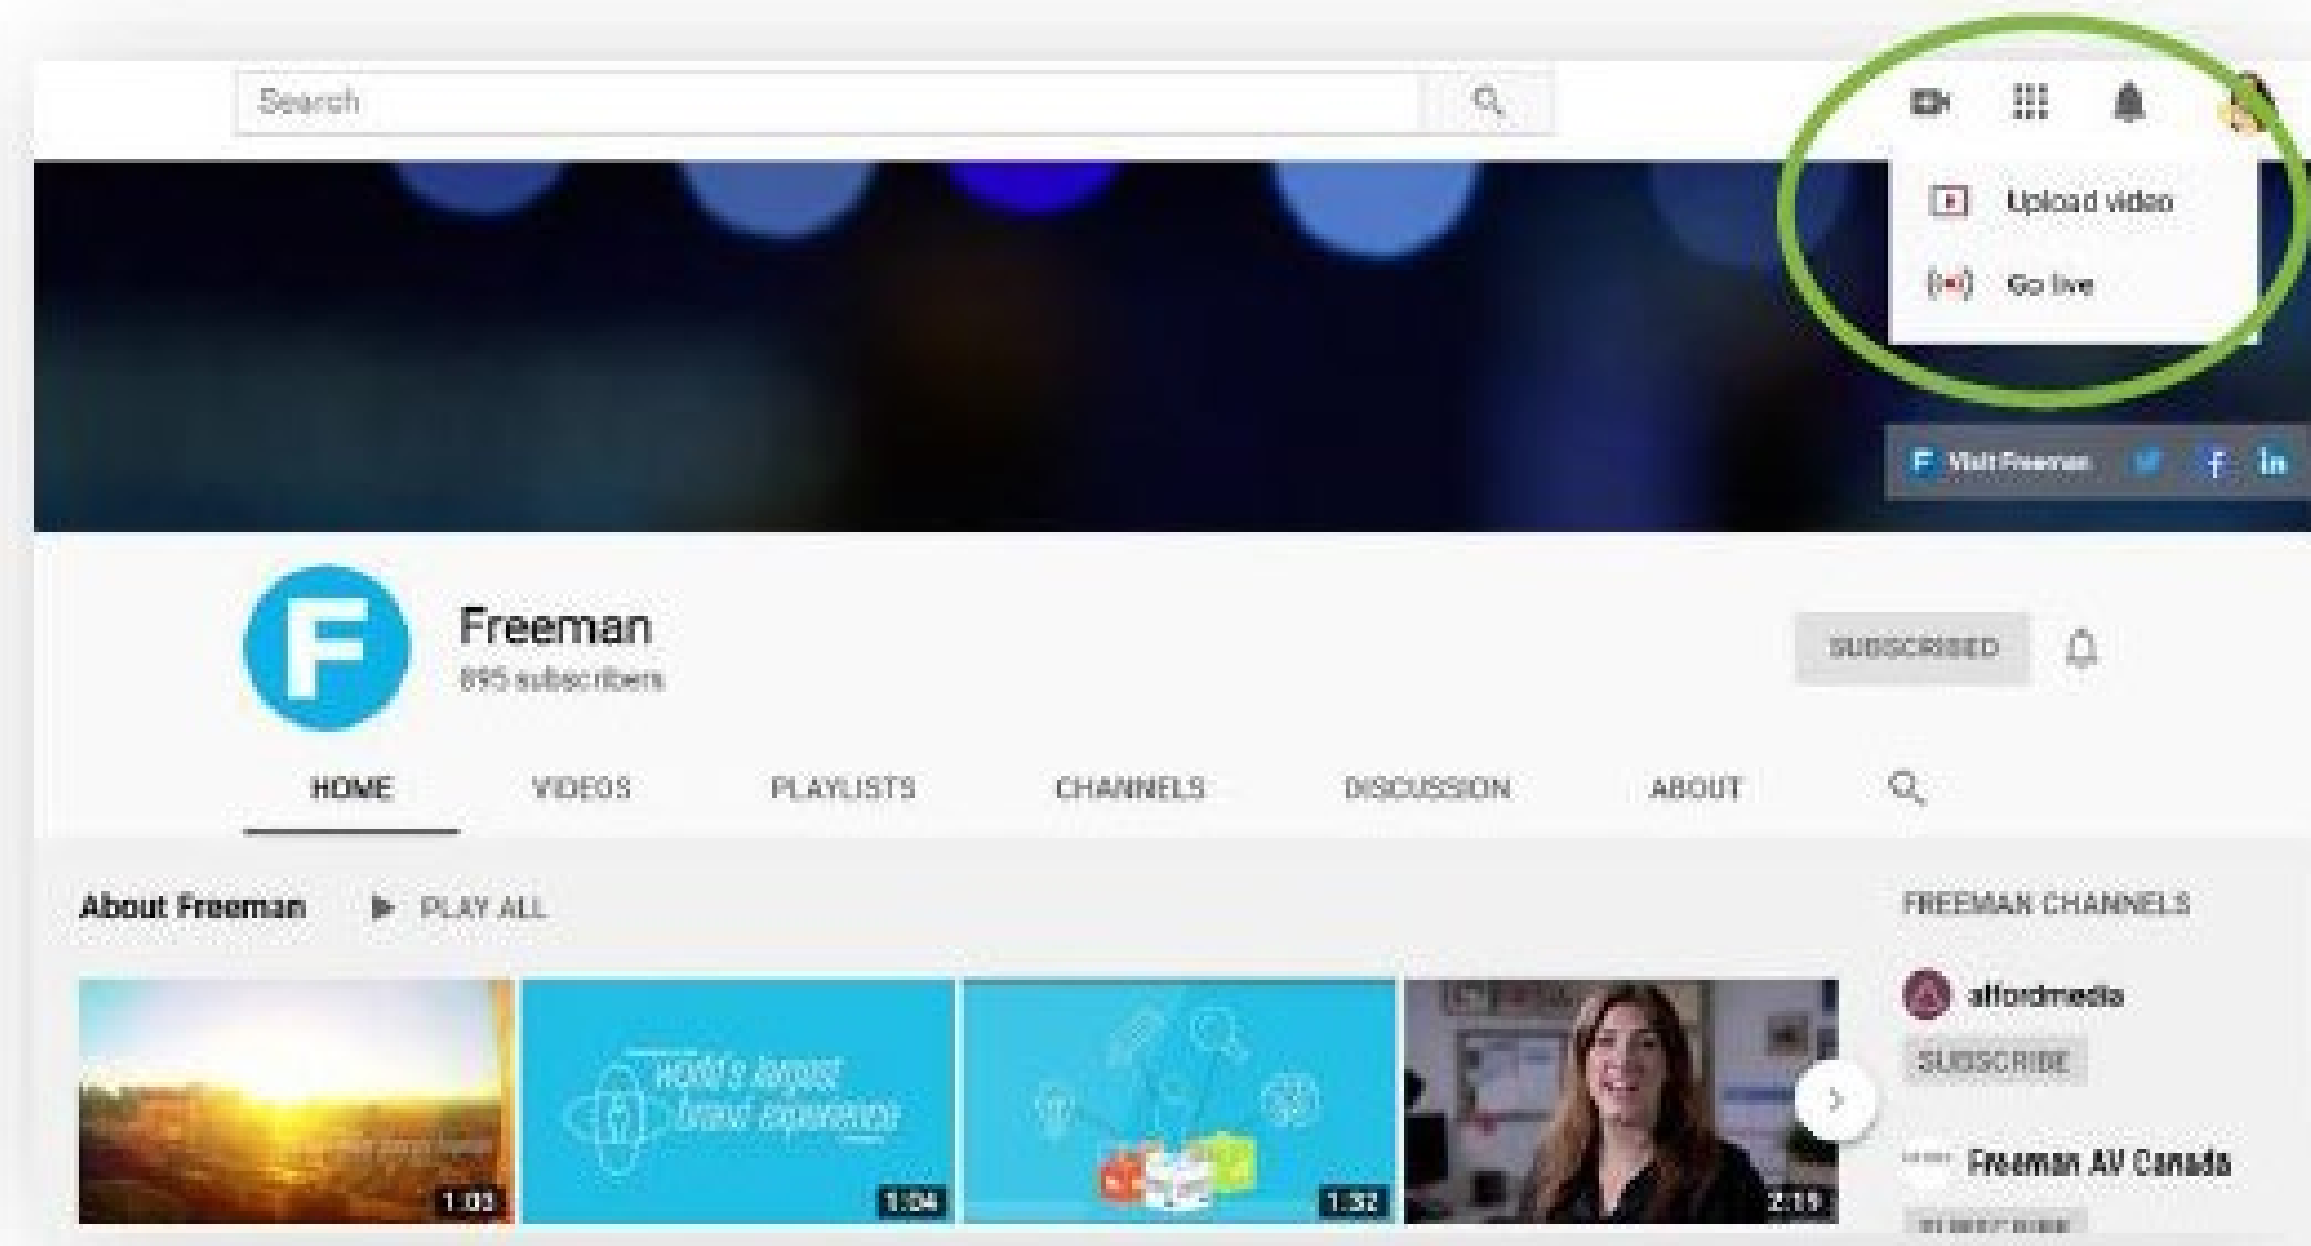 Search
Upload video
Go live
F Visit Freeman f in
F
Freeman
895 subscribers
SUBSCRIBED
HOME VIDEOS PLAYLISTS CHANNELS DISCUSSION ABOUT
About Freeman PLAY ALL
FREEMAN CHANNELS
alfordmedia
SUBSCRIBE
world's largest
brand experience
Freeman AV Canada
1:03 1:04 1:32 2:19
SUBSCRIBE